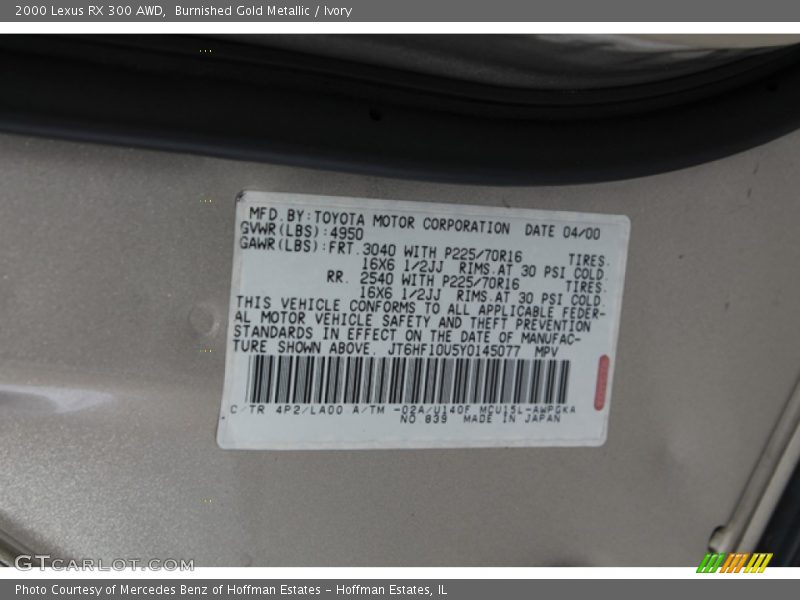 2000 Lexus RX 300 AWD, Burnished Gold Metallic / Ivory
MFD. BY: TOYOTA MOTOR CORPORATION DATE 04/00
GVWR(LBS): 4950
GAWR(LBS): FRT. 3040 WITH P225/70R16 TIRES.
16X6 1/2JJ RIMS. AT 30 PSI COLD.
RR. 2540 WITH P225/70R16 TIRES.
16X6 1/2JJ RIMS. AT 30 PSI COLD.
THIS VEHICLE CONFORMS TO ALL APPLICABLE FEDER-
AL MOTOR VEHICLE SAFETY AND THEFT PREVENTION
STANDARDS IN EFFECT ON THE DATE OF MANUFAC-
TURE SHOWN ABOVE. JT6HF10U5Y0145077 MPV
C/TR 4P2/LA00 A/TM -02A/U140F MCU15L-AWPGKA
NO 839 MADE IN JAPAN
GTCARLOT.COM
Photo Courtesy of Mercedes Benz of Hoffman Estates - Hoffman Estates, IL